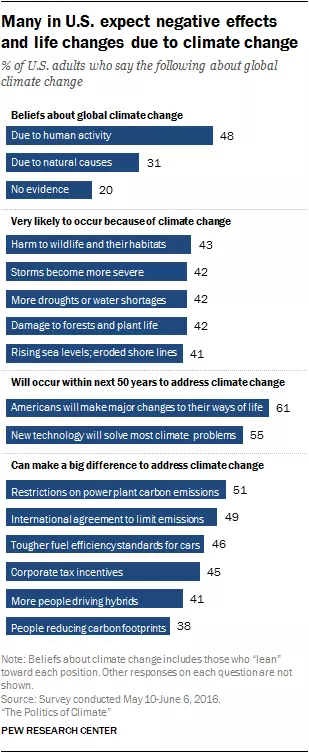 Many in U.S. expect negative effects
and life changes due to climate change
% of U.S. adults who say the following about global
climate change
Beliefs about global climate change
Due to human activity 48
Due to natural causes 31
No evidence 20
Very likely to occur because of climate change
Harm to wildlife and their habitats 43
Storms become more severe 42
More droughts or water shortages 42
Damage to forests and plant life 42
Rising sea levels; eroded shore lines 41
Will occur within next 50 years to address climate change
Americans will make major changes to their ways of life 61
New technology will solve most climate problems 55
Can make a big difference to address climate change
Restrictions on power plant carbon emissions 51
International agreement to limit emissions 49
Tougher fuel efficiency standards for cars 46
Corporate tax incentives 45
More people driving hybrids 41
People reducing carbon footprints 38
Note: Beliefs about climate change includes those who “lean”
toward each position. Other responses on each question are not
shown.
Source: Survey conducted May 10-June 6, 2016.
“The Politics of Climate”
PEW RESEARCH CENTER